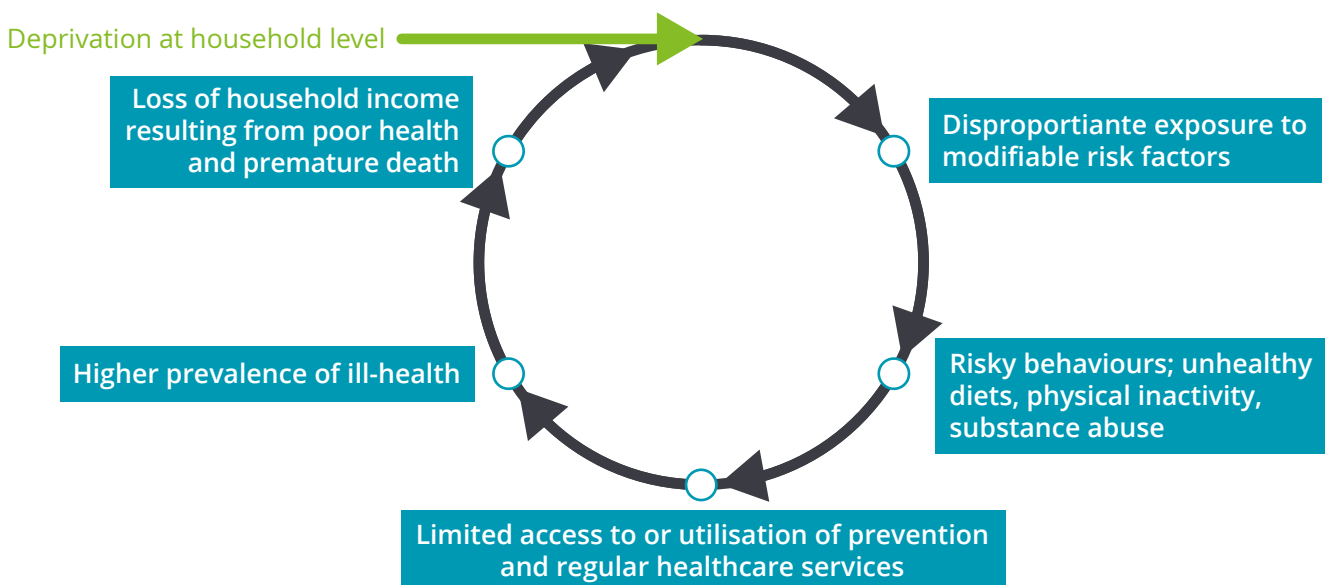 Deprivation at household level
Loss of household income
resulting from poor health
and premature death
Disproportiante exposure to
modifiable risk factors
Higher prevalence of ill-health
Risky behaviours; unhealthy
diets, physical inactivity,
substance abuse
Limited access to or utilisation of prevention
and regular healthcare services